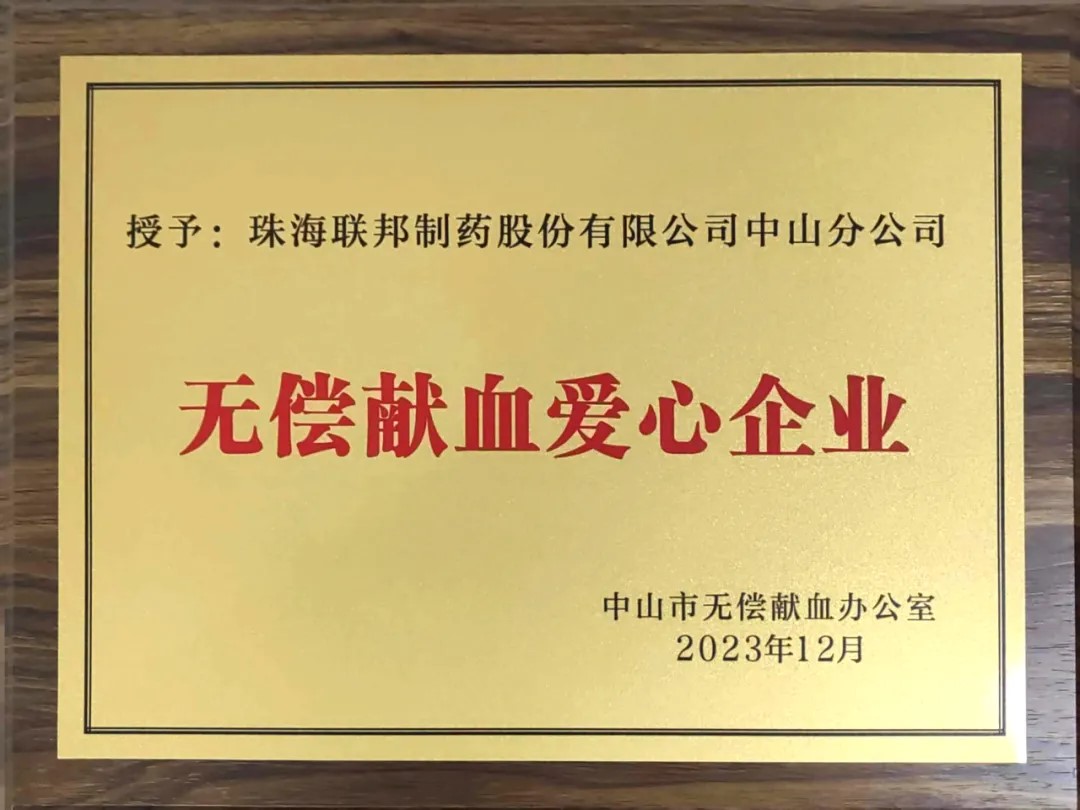 授予：珠海联邦制药股份有限公司中山分公司
无偿献血爱心企业
中山市无偿献血办公室
2023年12月